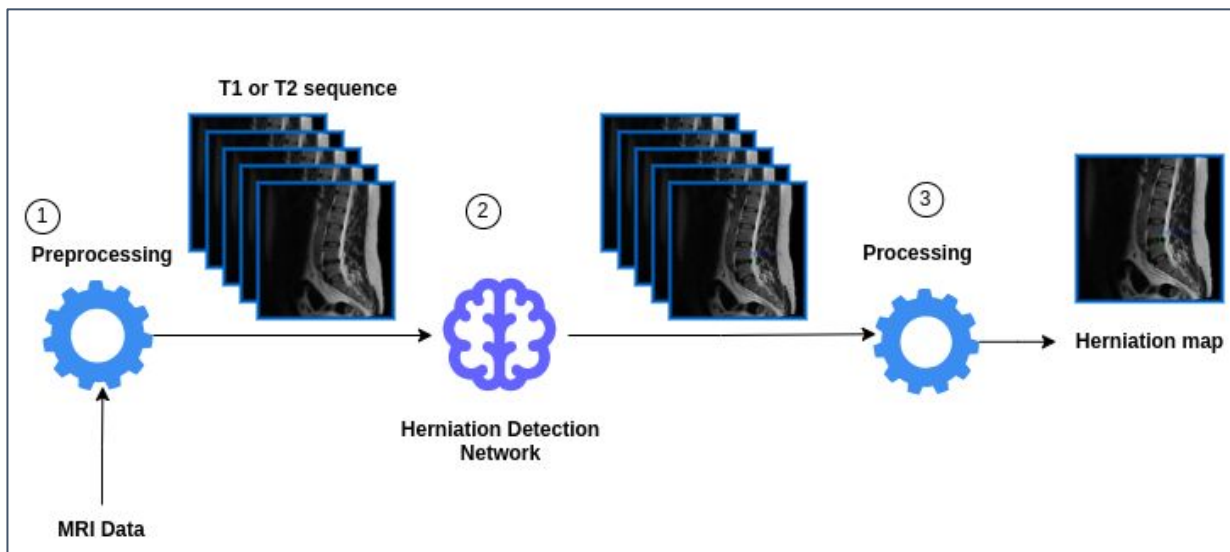 T1 or T2 sequence
1
Preprocessing
2
3
Processing
Herniation map
Herniation Detection
Network
MRI Data